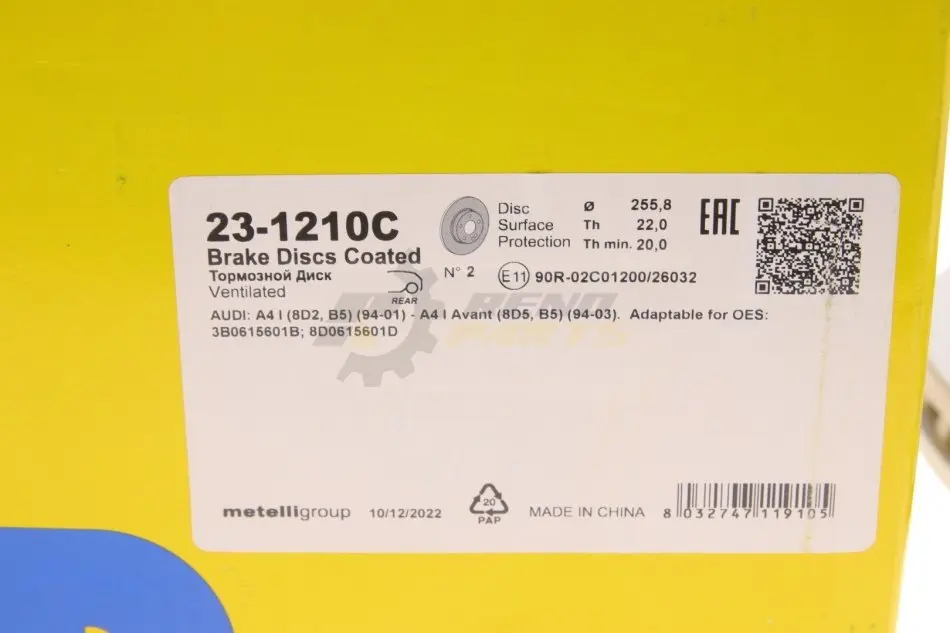 23-1210C
Brake Discs Coated
Тормозной Диск
Ventilated
REAR
N° 2
Disc Ø 255,8
Surface Th 22,0
Protection Th min. 20,0
EAC
E11 90R-02C01200/26032
AUDI: A4 I (8D2, B5) (94-01) - A4 I Avant (8D5, B5) (94-03). Adaptable for OES:
3B0615601B; 8D0615601D
RENO
PARTS
metelligroup 10/12/2022 20 PAP MADE IN CHINA 8 032747 119105